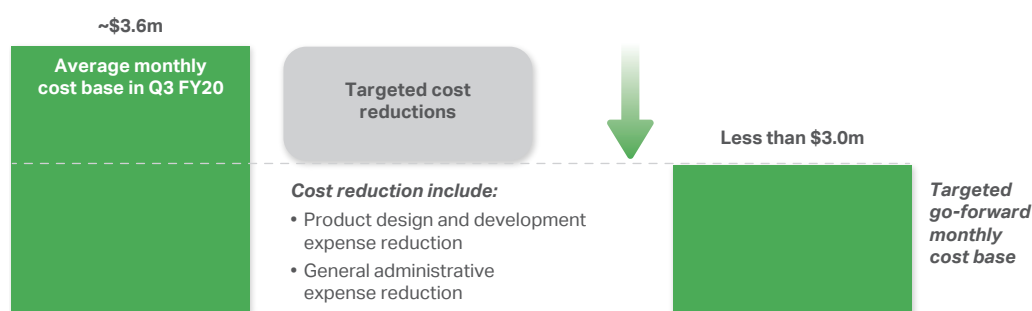 ~$3.6m
Average monthly
cost base in Q3 FY20
Targeted cost
reductions
Less than $3.0m
Cost reduction include:
• Product design and development
expense reduction
• General administrative
expense reduction
Targeted
go-forward
monthly
cost base